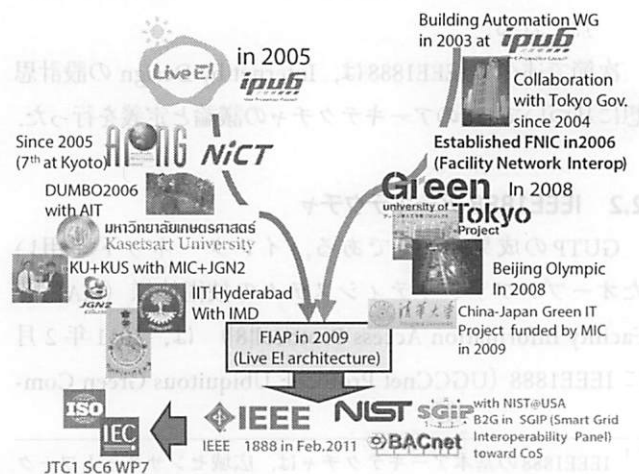 Live E!
in 2005
ipv6
Building Automation WG
in 2003 at ipv6
Collaboration
with Tokyo Gov.
since 2004
Established FNIC in2006
(Facility Network Interop)
Since 2005
(7th at Kyoto)
NiCT
DUMBO2006
with AIT
มหาวิทยาลัยเกษตรศาสตร์
Kasetsart University
KU+KUS with MIC+JGN2
JGN2
IITHyderabad
With IMD
Green
university of
Tokyo
Project
In 2008
Beijing Olympic
In 2008
China-Japan Green IT
Project funded by MIC
in 2009
FIAP in 2009
(Live E! architecture)
ISO
IEC
JTC1 SC6 WP7
IEEE
IEEE 1888 in Feb.2011
NIST
SGiP
BACnet
with NIST@USA
B2G in SGIP (Smart Grid
Interoperability Panel)
toward CoS